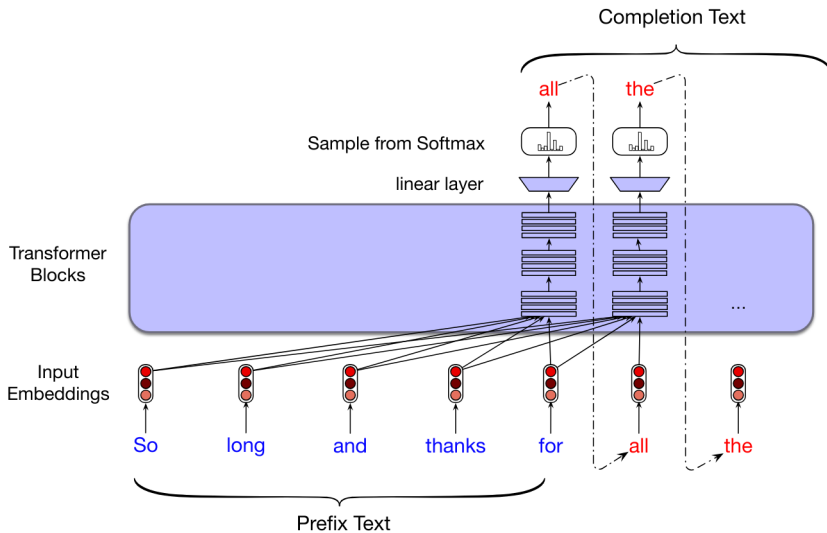 Completion Text
all the
Sample from Softmax
linear layer
Transformer
Blocks
...
Input
Embeddings
So long and thanks for all the
Prefix Text